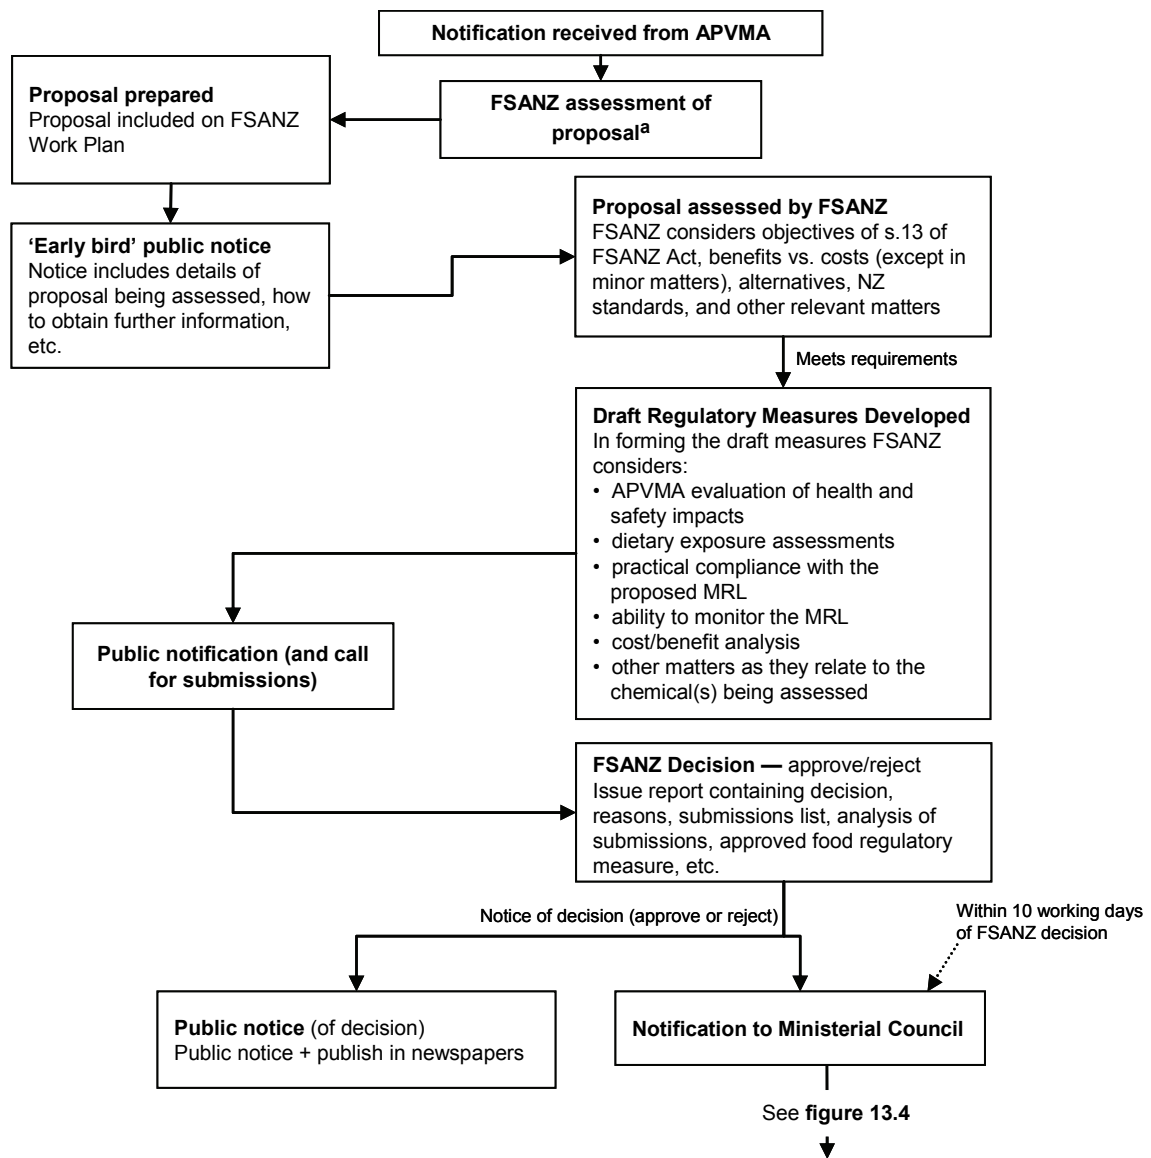 Notification received from APVMA
FSANZ assessment of
proposalᵃ
Proposal prepared
Proposal included on FSANZ
Work Plan
‘Early bird’ public notice
Notice includes details of
proposal being assessed, how
to obtain further information,
etc.
Proposal assessed by FSANZ
FSANZ considers objectives of s.13 of
FSANZ Act, benefits vs. costs (except in
minor matters), alternatives, NZ
standards, and other relevant matters
Meets requirements
Draft Regulatory Measures Developed
In forming the draft measures FSANZ
considers:
• APVMA evaluation of health and
safety impacts
• dietary exposure assessments
• practical compliance with the
proposed MRL
• ability to monitor the MRL
• cost/benefit analysis
• other matters as they relate to the
chemical(s) being assessed
Public notification (and call
for submissions)
FSANZ Decision — approve/reject
Issue report containing decision,
reasons, submissions list, analysis of
submissions, approved food regulatory
measure, etc.
Notice of decision (approve or reject)
Within 10 working days
of FSANZ decision
Public notice (of decision)
Public notice + publish in newspapers
Notification to Ministerial Council
See figure 13.4